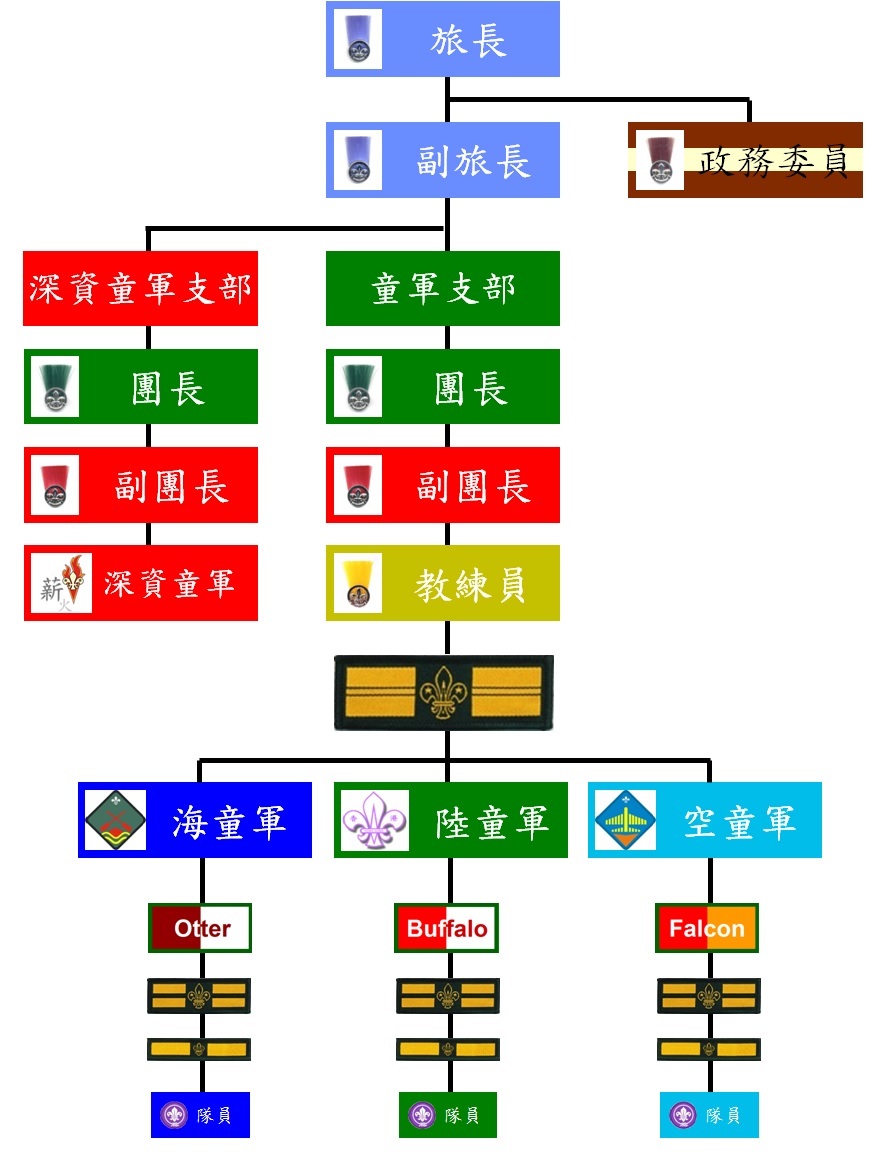 旅長
副旅長
政務委員
深資童軍支部
童軍支部
團長
團長
副團長
副團長
薪火
深資童軍
教練員
海童軍
陸童軍
空童軍
Otter
Buffalo
Falcon
隊員
隊員
隊員